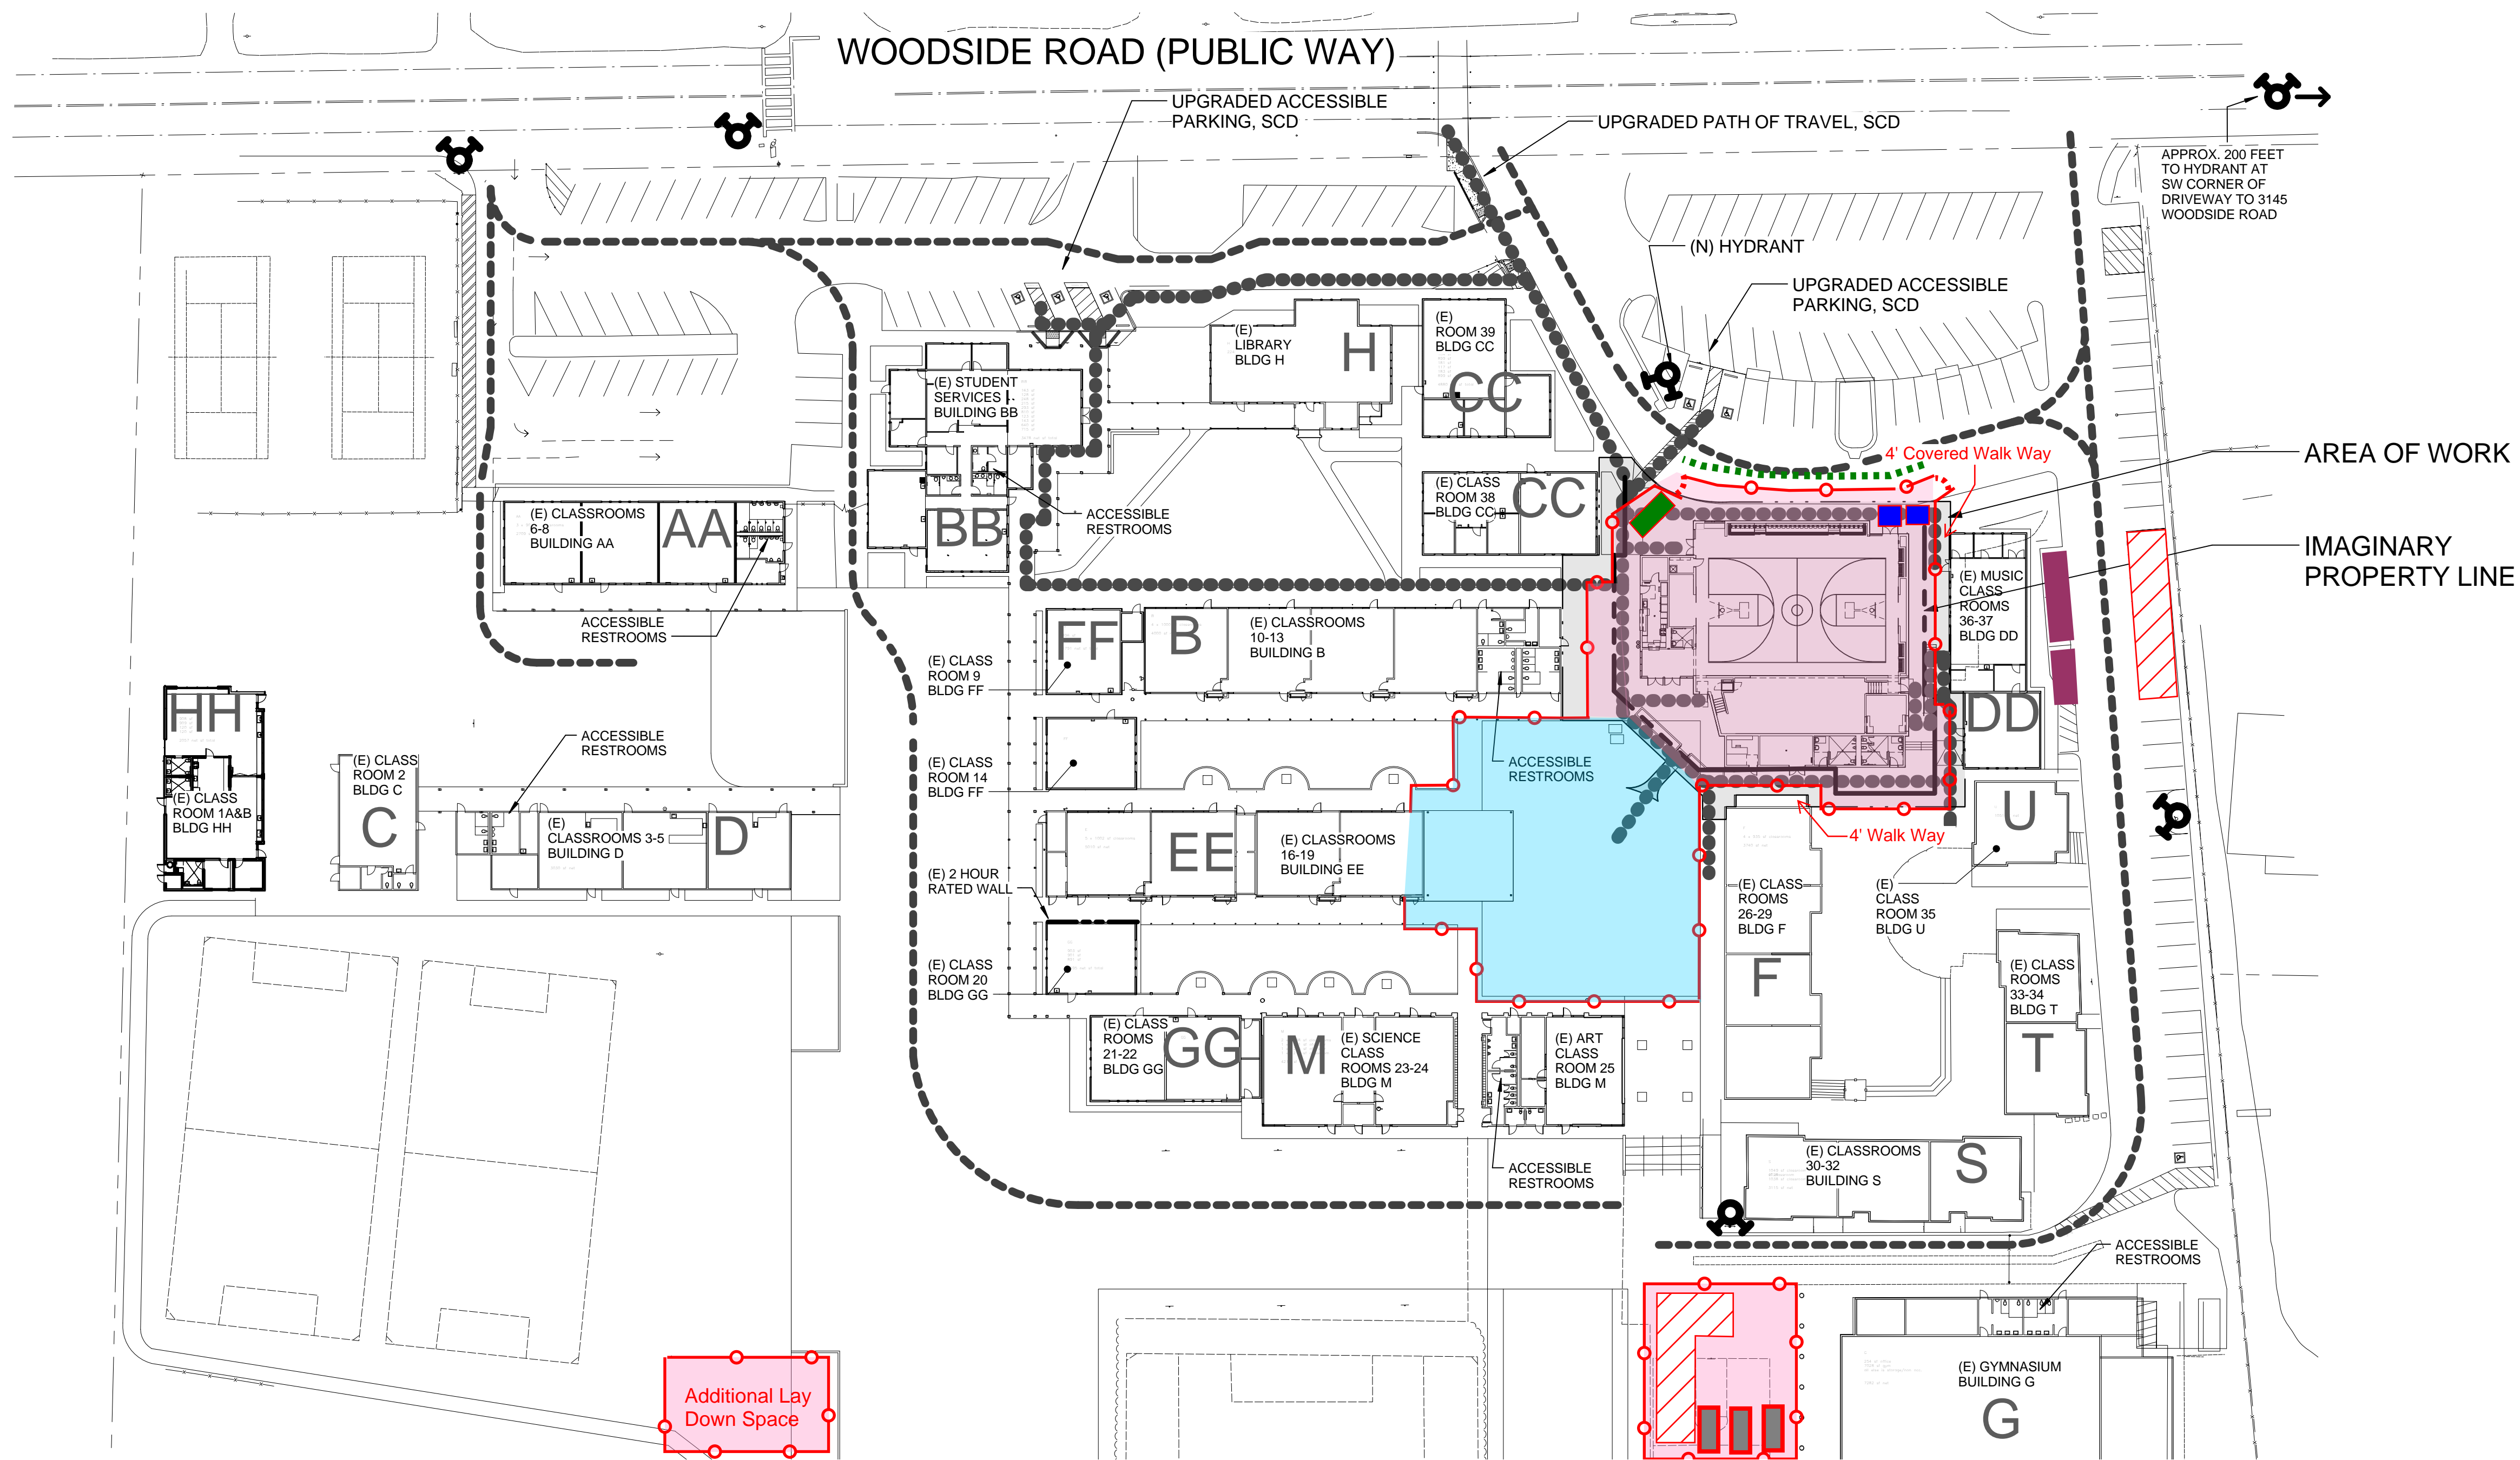 WOODSIDE ROAD (PUBLIC WAY)
UPGRADED ACCESSIBLE
PARKING, SCD
UPGRADED PATH OF TRAVEL, SCD
APPROX. 200 FEET
TO HYDRANT AT
SW CORNER OF
DRIVEWAY TO 3145
WOODSIDE ROAD
(N) HYDRANT
UPGRADED ACCESSIBLE
PARKING, SCD
(E)
LIBRARY
BLDG H
H
(E)
ROOM 39
BLDG CC
CC
(E) STUDENT
SERVICES
BUILDING BB
BB
ACCESSIBLE
RESTROOMS
(E) CLASS
ROOM 38
BLDG CC
CC
4' Covered Walk Way
AREA OF WORK
IMAGINARY
PROPERTY LINE
(E) CLASSROOMS
6-8
BUILDING AA
AA
ACCESSIBLE
RESTROOMS
(E) MUSIC
CLASS
ROOMS
36-37
BLDG DD
DD
(E) CLASS
ROOM 9
BLDG FF
FF
B
(E) CLASSROOMS
10-13
BUILDING B
HH
(E) CLASS
ROOM 1A&B
BLDG HH
(E) CLASS
ROOM 2
BLDG C
C
ACCESSIBLE
RESTROOMS
(E)
CLASSROOMS 3-5
BUILDING D
D
(E) CLASS
ROOM 14
BLDG FF
ACCESSIBLE
RESTROOMS
EE
(E) CLASSROOMS
16-19
BUILDING EE
4' Walk Way
U
(E)
CLASS
ROOM 35
BLDG U
(E) 2 HOUR
RATED WALL
(E) CLASS
ROOMS
26-29
BLDG F
F
(E) CLASS
ROOM 20
BLDG GG
(E) CLASS
ROOMS
33-34
BLDG T
T
(E) CLASS
ROOMS
21-22
BLDG GG
GG
M
(E) SCIENCE
CLASS
ROOMS 23-24
BLDG M
(E) ART
CLASS
ROOM 25
BLDG M
ACCESSIBLE
RESTROOMS
(E) CLASSROOMS
30-32
BUILDING S
S
ACCESSIBLE
RESTROOMS
(E) GYMNASIUM
BUILDING G
G
Additional Lay
Down Space